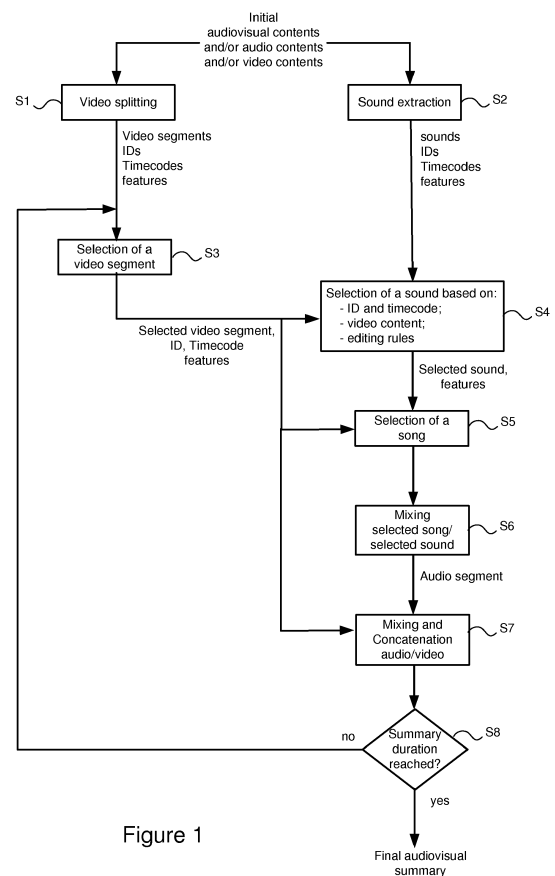 Initial
audiovisual contents
and/or audio contents
and/or video contents
S1
Video splitting
Sound extraction
S2
Video segments
IDs
Timecodes
features
sounds
IDs
Timecodes
features
Selection of a
video segment
S3
Selection of a sound based on:
- ID and timecode;
- video content;
- editing rules
S4
Selected video segment,
ID, Timecode
features
Selected sound,
features
Selection of a
song
S5
Mixing
selected song/
selected sound
S6
Audio segment
Mixing and
Concatenation
audio/video
S7
no
Summary
duration
reached?
S8
yes
Figure 1
Final audiovisual
summary